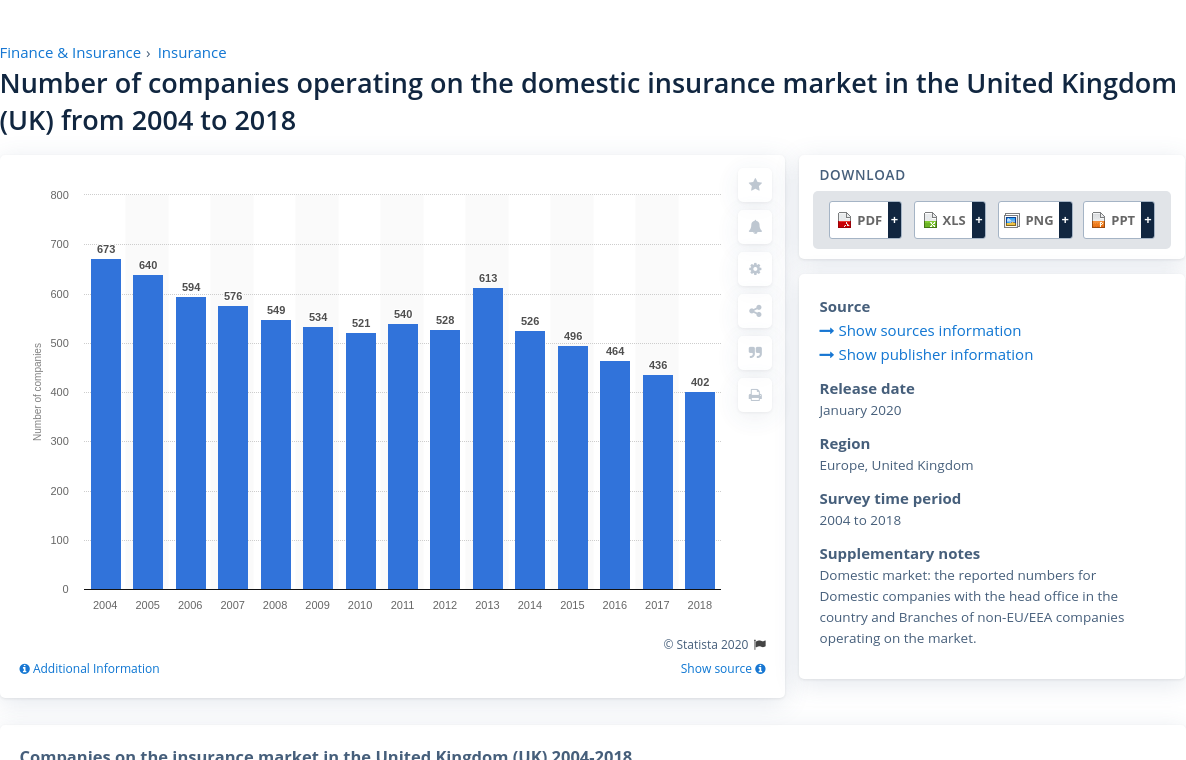 Finance & Insurance › Insurance
Number of companies operating on the domestic insurance market in the United Kingdom
(UK) from 2004 to 2018
800
700
600
500
400
300
200
100
0
Number of companies
673
640
594
576
549
534
521
540
528
613
526
496
464
436
402
2004 2005 2006 2007 2008 2009 2010 2011 2012 2013 2014 2015 2016 2017 2018
© Statista 2020
Additional Information
Show source
DOWNLOAD
PDF + XLS + PNG + PPT +
Source
Show sources information
Show publisher information
Release date
January 2020
Region
Europe, United Kingdom
Survey time period
2004 to 2018
Supplementary notes
Domestic market: the reported numbers for
Domestic companies with the head office in the
country and Branches of non-EU/EEA companies
operating on the market.
Companies on the insurance market in the United Kingdom (UK) 2004-2018